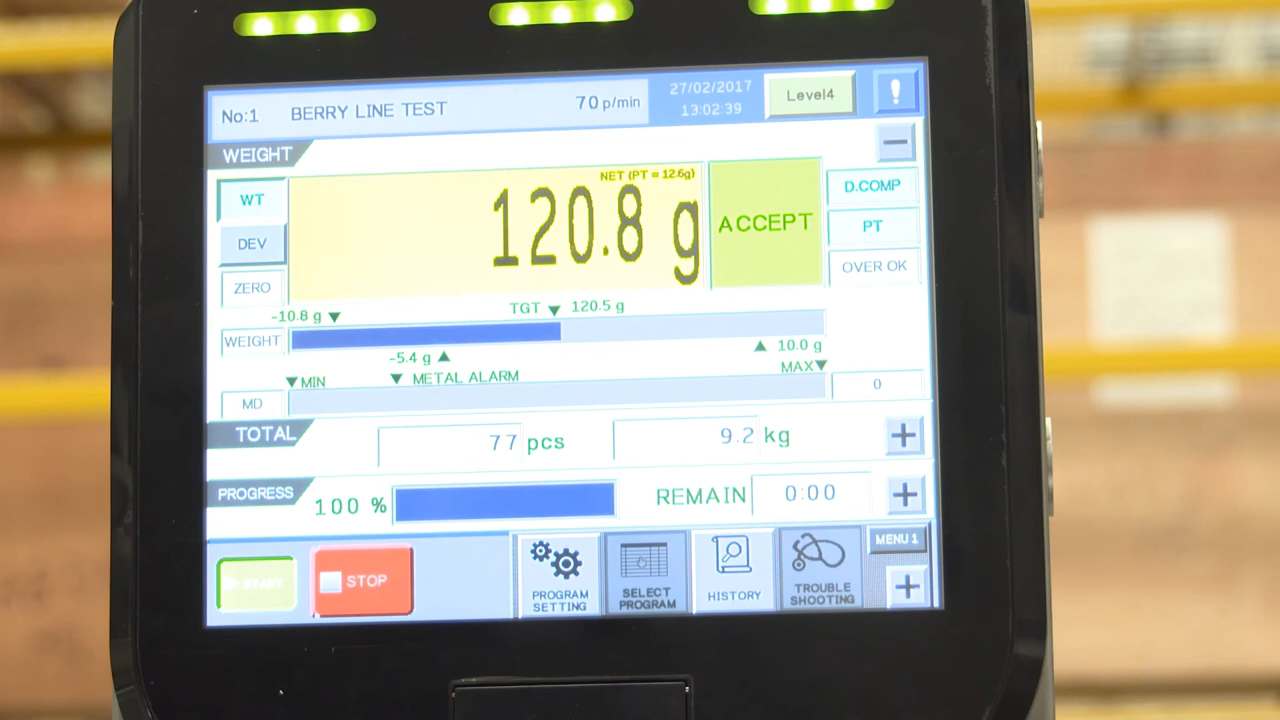 No:1 BERRY LINE TEST 70 p/min
27/02/2017
13:02:39
Level4
!
WEIGHT
WT
DEV
ZERO
NET (PT = 12.6g)
120.8 g
ACCEPT
D.COMP
PT
OVER OK
-10.8 g ▼ TGT ▼ 120.5 g
WEIGHT
-5.4 g ▲ ▲ 10.0 g
▼ MIN ▼ METAL ALARM MAX ▼
MD 0
TOTAL 77 pcs 9.2 kg +
PROGRESS 100 % REMAIN 0:00 +
START
STOP
PROGRAM
SETTING
SELECT
PROGRAM
HISTORY
TROUBLE
SHOOTING
MENU 1
+